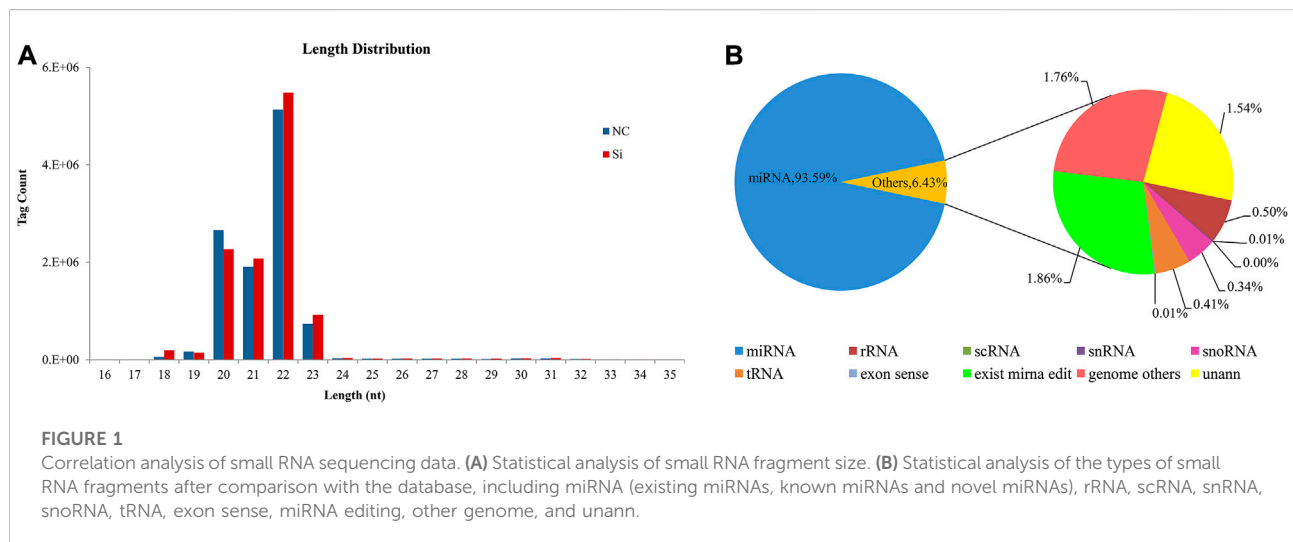 A
Length Distribution
6.E+06
4.E+06
2.E+06
0.E+00
Tag Count
NC
Si
16 17 18 19 20 21 22 23 24 25 26 27 28 29 30 31 32 33 34 35
Length (nt)
B
miRNA,93.59%
Others,6.43%
1.76%
1.54%
0.50%
0.01%
0.00%
0.34%
0.41%
0.01%
1.86%
miRNA rRNA scRNA snRNA snoRNA
tRNA exon sense exist mirna edit genome others unann
FIGURE 1
Correlation analysis of small RNA sequencing data. (A) Statistical analysis of small RNA fragment size. (B) Statistical analysis of the types of small
RNA fragments after comparison with the database, including miRNA (existing miRNAs, known miRNAs and novel miRNAs), rRNA, scRNA, snRNA,
snoRNA, tRNA, exon sense, miRNA editing, other genome, and unann.